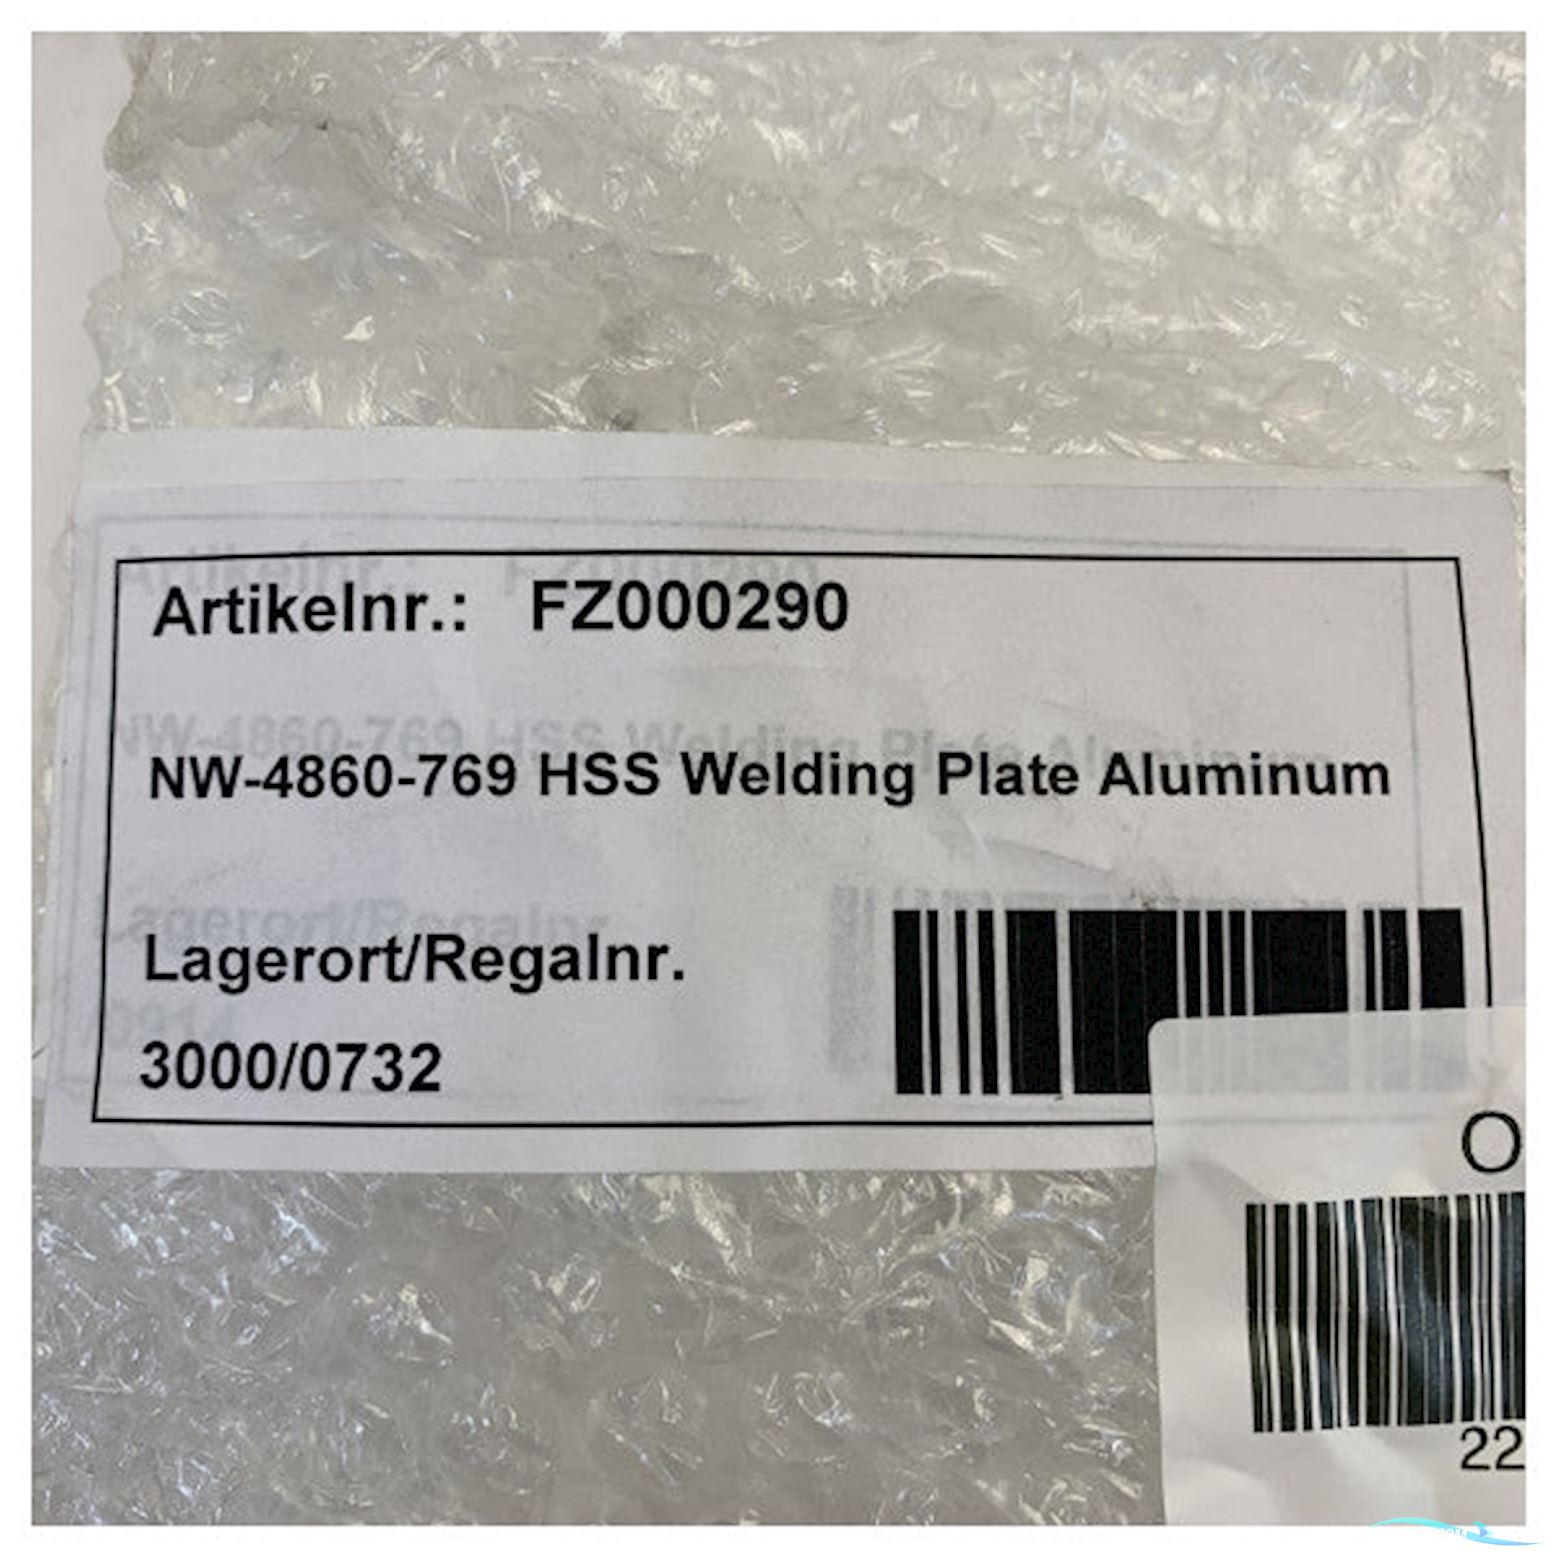 Artikelnr.: FZ000290
NW-4860-769 HSS Welding Plate Aluminum
Lagerort/Regalnr.
3000/0732
O
22